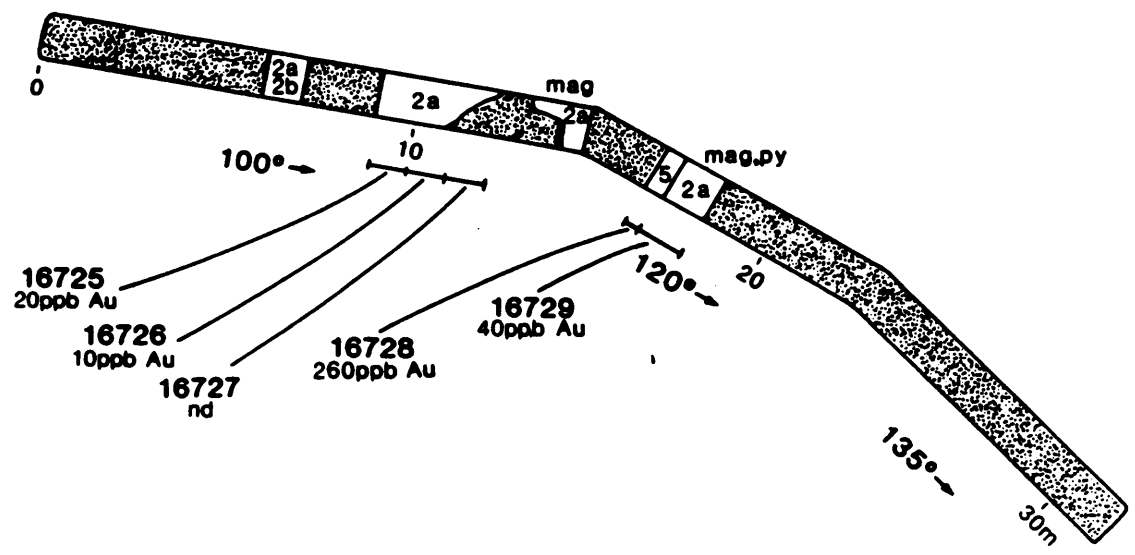 2a
2b
2a
mag
2a
mag,py
5
2a
0
10
20
30m
100° →
120° →
135° →
16725
20ppb Au
16726
10ppb Au
16727
nd
16728
260ppb Au
16729
40ppb Au